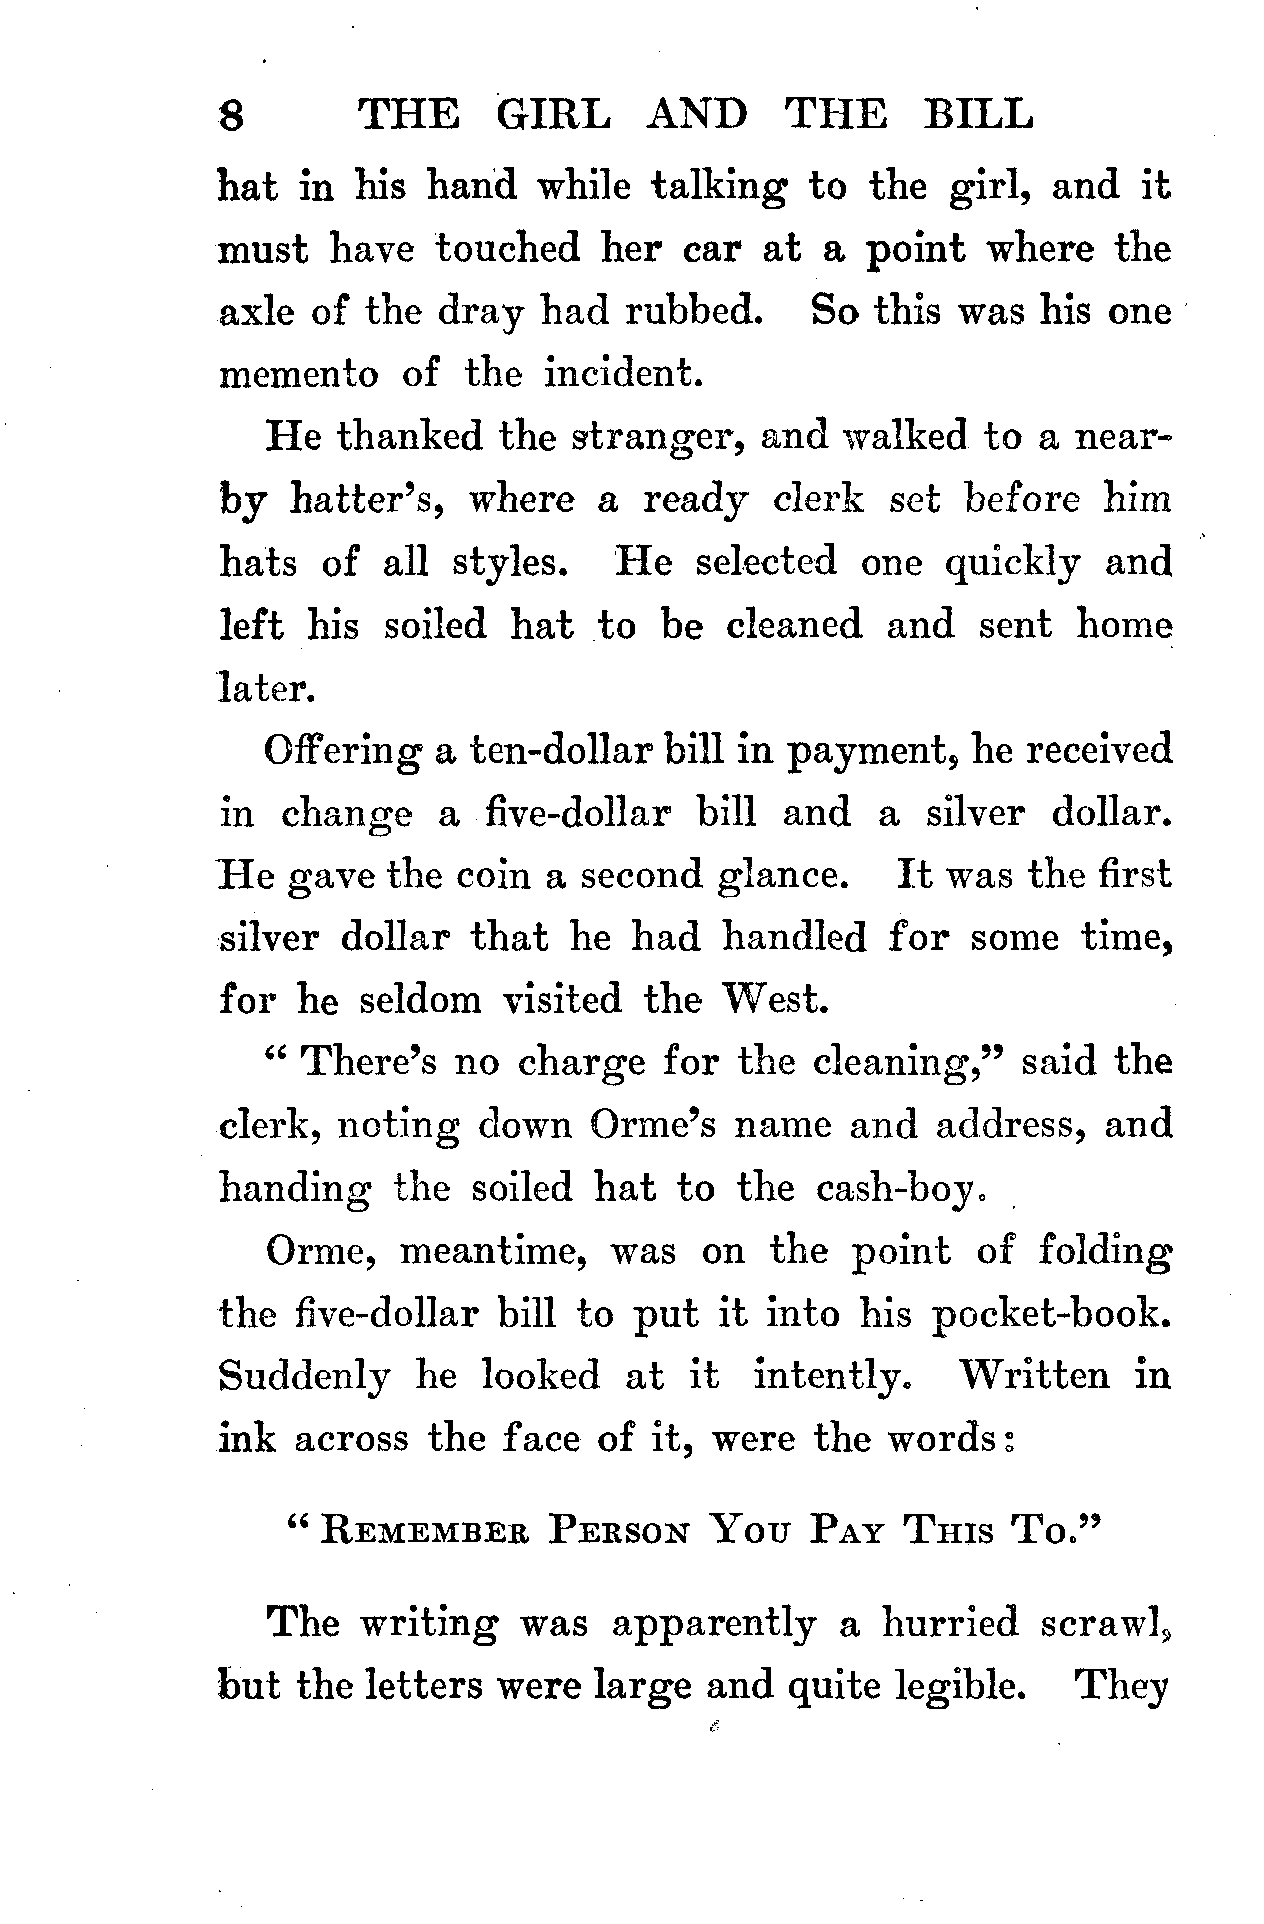 8 THE GIRL AND THE BILL
hat in his hand while talking to the girl, and it
must have touched her car at a point where the
axle of the dray had rubbed. So this was his one
memento of the incident.
He thanked the stranger, and walked to a near-
by hatter's, where a ready clerk set before him
hats of all styles. He selected one quickly and
left his soiled hat to be cleaned and sent home
later.
Offering a ten-dollar bill in payment, he received
in change a five-dollar bill and a silver dollar.
He gave the coin a second glance. It was the first
silver dollar that he had handled for some time,
for he seldom visited the West.
" There's no charge for the cleaning," said the
clerk, noting down Orme's name and address, and
handing the soiled hat to the cash-boy.
Orme, meantime, was on the point of folding
the five-dollar bill to put it into his pocket-book.
Suddenly he looked at it intently. Written in
ink across the face of it, were the words:
" REMEMBER PERSON YOU PAY THIS TO."
The writing was apparently a hurried scrawl,
but the letters were large and quite legible. They